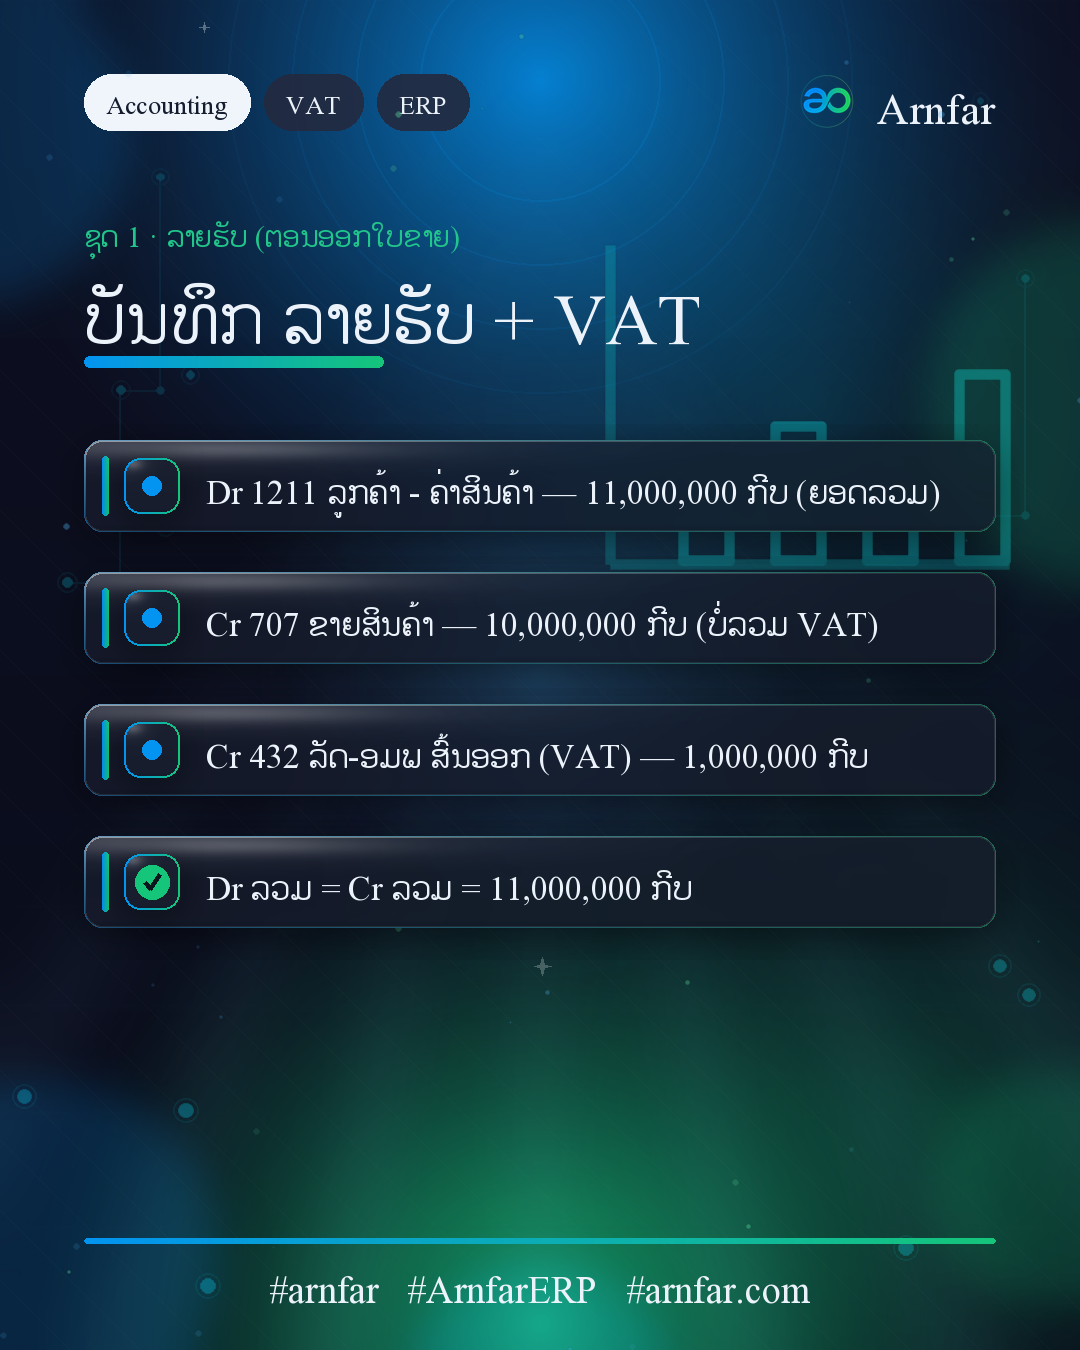 Accounting VAT ERP
Arnfar
ຊຸດ 1 · ລາຍຮັບ (ຕອນອອກໃບຂາຍ)
ບັນທຶກ ລາຍຮັບ + VAT
Dr 1211 ລູກຄ້າ - ຄ່າສິນຄ້າ — 11,000,000 ກີບ (ຍອດລວມ)
Cr 707 ຂາຍສິນຄ້າ — 10,000,000 ກີບ (ບໍ່ລວມ VAT)
Cr 432 ລັດ-ອມພ ສົ້ນອອກ (VAT) — 1,000,000 ກີບ
Dr ລວມ = Cr ລວມ = 11,000,000 ກີບ
#arnfar #ArnfarERP #arnfar.com